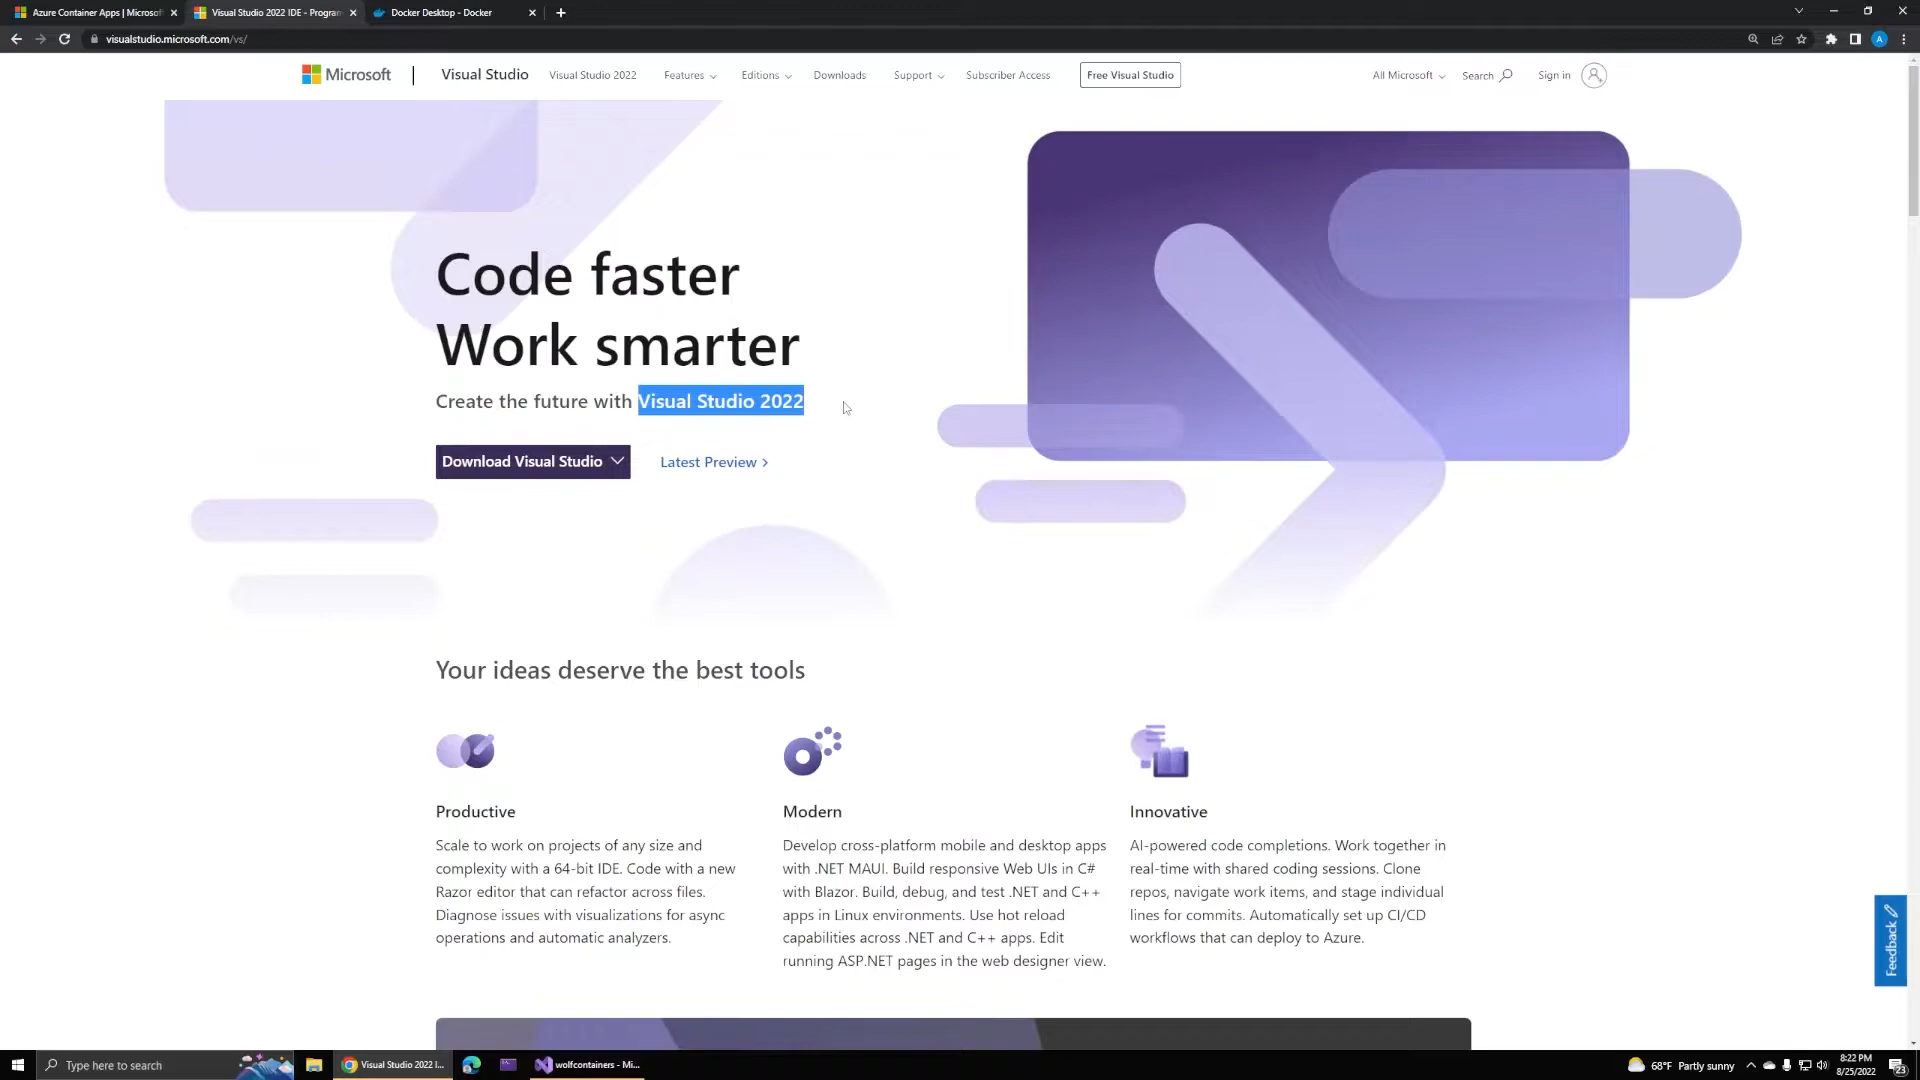 Azure Container Apps | Microsoft
Visual Studio 2022 IDE - Program
Docker Desktop - Docker
visualstudio.microsoft.com/vs/
A
Microsoft
Visual Studio
Visual Studio 2022
Features
Editions
Downloads
Support
Subscriber Access
Free Visual Studio
All Microsoft
Search
Sign in
Code faster
Work smarter
Create the future with Visual Studio 2022
Download Visual Studio
Latest Preview
Your ideas deserve the best tools
Productive
Scale to work on projects of any size and
complexity with a 64-bit IDE. Code with a new
Razor editor that can refactor across files.
Diagnose issues with visualizations for async
operations and automatic analyzers.
Modern
Develop cross-platform mobile and desktop apps
with .NET MAUI. Build responsive Web UIs in C#
with Blazor. Build, debug, and test .NET and C++
apps in Linux environments. Use hot reload
capabilities across .NET and C++ apps. Edit
running ASP.NET pages in the web designer view.
Innovative
AI-powered code completions. Work together in
real-time with shared coding sessions. Clone
repos, navigate work items, and stage individual
lines for commits. Automatically set up CI/CD
workflows that can deploy to Azure.
Feedback
Type here to search
Visual Studio 2022 I...
wolfcontainers - Mi...
68°F Partly sunny
8:22 PM
8/25/2022
23